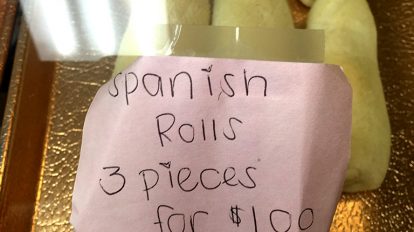 spanish
Rolls
3 pieces
for $1.00